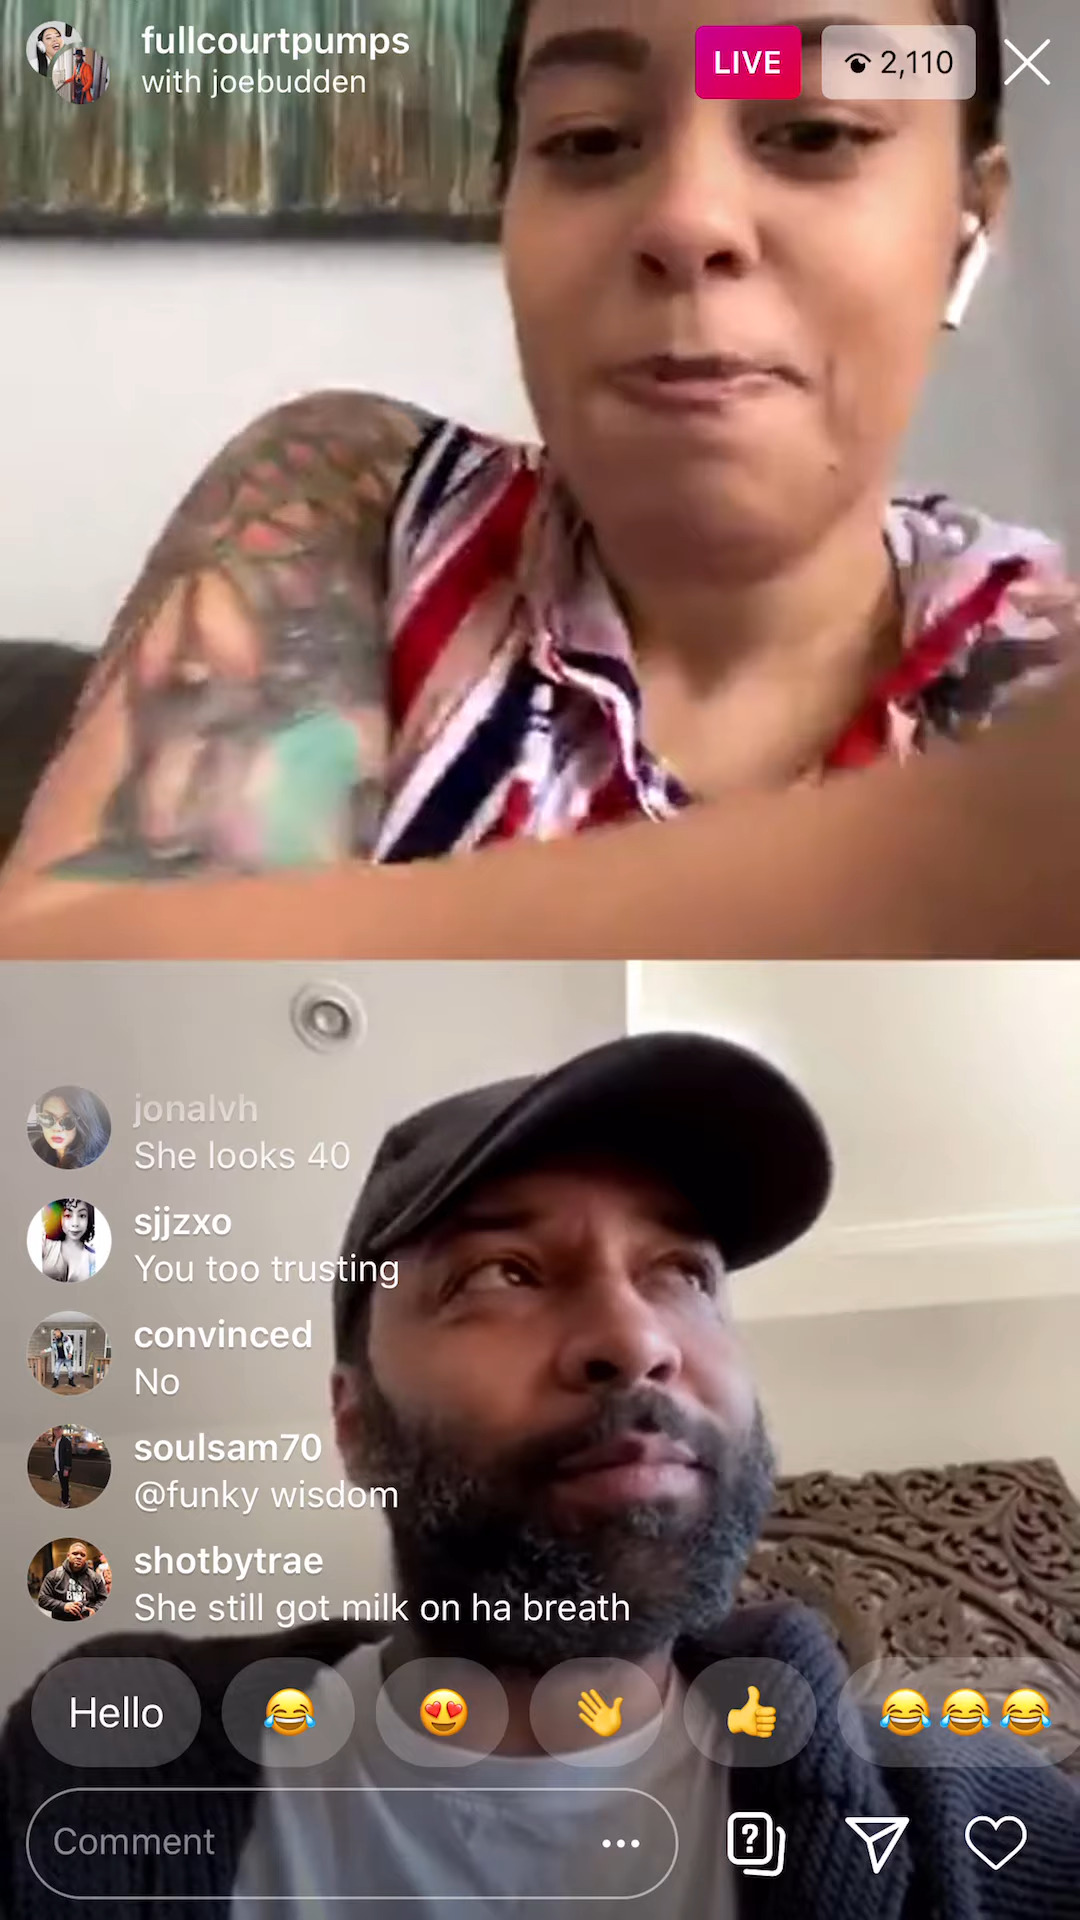 fullcourtpumps
with joebudden
LIVE
2,110
jonalvh
She looks 40
sjjzxo
You too trusting
convinced
No
soulsam70
@funky wisdom
shotbytrae
She still got milk on ha breath
Hello
Comment